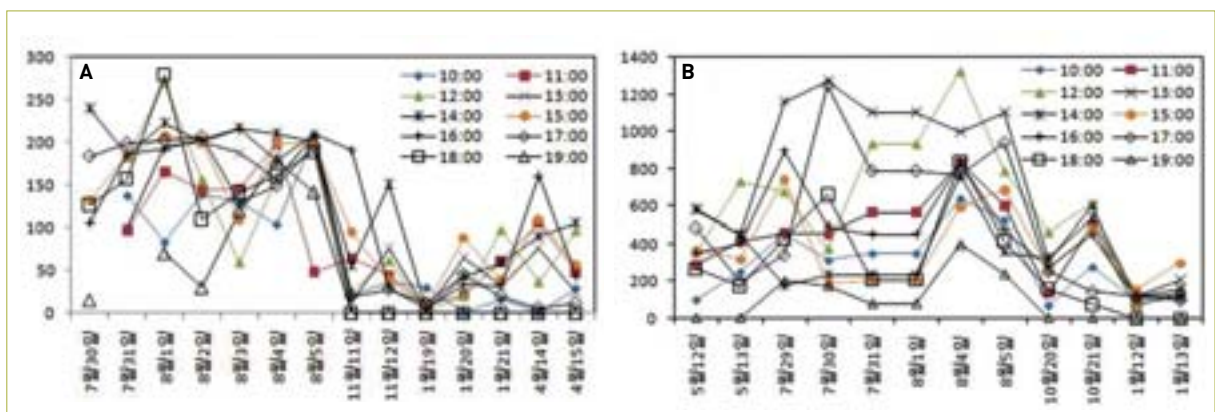 A
300
250
200
150
100
50
0
10:00 11:00
12:00 13:00
14:00 15:00
16:00 17:00
18:00 19:00
7월/30일
7월/31일
8월/1일
8월/2일
8월/3일
8월/4일
8월/5일
11월/11일
11월/12일
1월/19일
1월/20일
1월/21일
4월/14일
4월/15일
B
1400
1200
1000
800
600
400
200
0
10:00 11:00
12:00 13:00
14:00 15:00
16:00 17:00
18:00 19:00
5월/12일
5월/13일
7월/29일
7월/30일
7월/31일
8월/1일
8월/4일
8월/5일
10월/20일
10월/21일
1월/12일
1월/13일